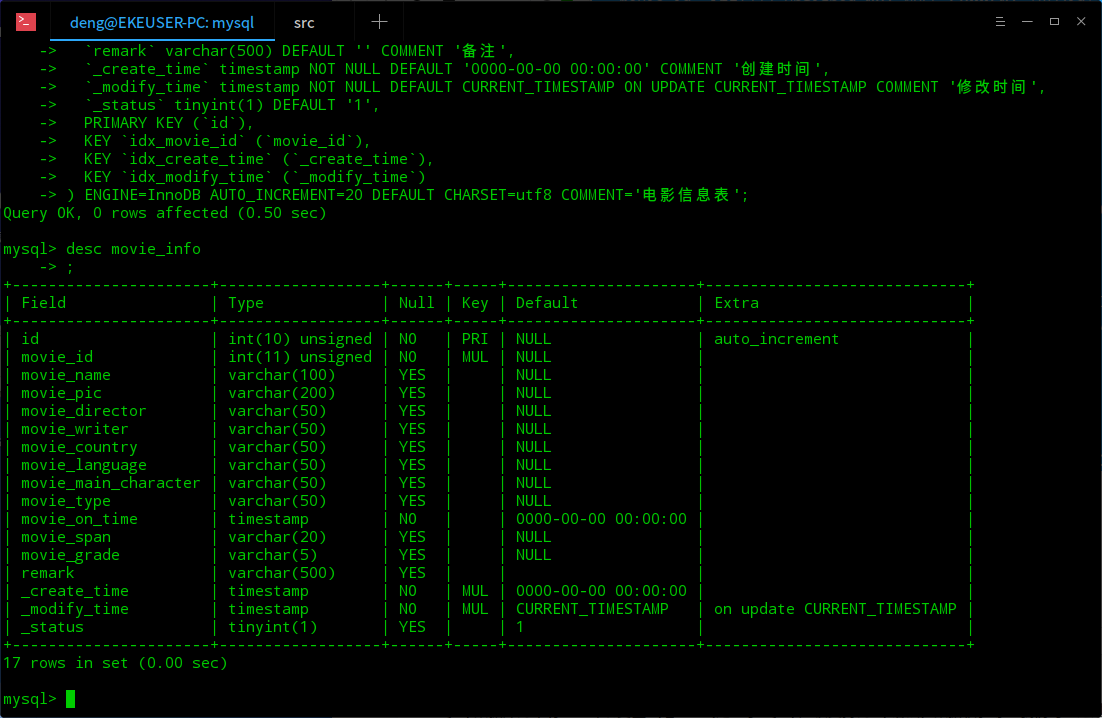 deng@EKEUSER-PC: mysql
src
    ->   `remark` varchar(500) DEFAULT '' COMMENT '备注',
    ->   `_create_time` timestamp NOT NULL DEFAULT '0000-00-00 00:00:00' COMMENT '创建时间',
    ->   `_modify_time` timestamp NOT NULL DEFAULT CURRENT_TIMESTAMP ON UPDATE CURRENT_TIMESTAMP COMMENT '修改时间',
    ->   `_status` tinyint(1) DEFAULT '1',
    ->   PRIMARY KEY (`id`),
    ->   KEY `idx_movie_id` (`movie_id`),
    ->   KEY `idx_create_time` (`_create_time`),
    ->   KEY `idx_modify_time` (`_modify_time`)
    -> ) ENGINE=InnoDB AUTO_INCREMENT=20 DEFAULT CHARSET=utf8 COMMENT='电影信息表';
Query OK, 0 rows affected (0.50 sec)
mysql> desc movie_info
    -> ;
+----------------------+------------------+------+-----+---------------------+-----------------------------+
| Field                | Type             | Null | Key | Default             | Extra                       |
+----------------------+------------------+------+-----+---------------------+-----------------------------+
| id                   | int(10) unsigned | NO   | PRI | NULL                | auto_increment              |
| movie_id             | int(11) unsigned | NO   | MUL | NULL                |                             |
| movie_name           | varchar(100)     | YES  |     | NULL                |                             |
| movie_pic            | varchar(200)     | YES  |     | NULL                |                             |
| movie_director       | varchar(50)      | YES  |     | NULL                |                             |
| movie_writer         | varchar(50)      | YES  |     | NULL                |                             |
| movie_country        | varchar(50)      | YES  |     | NULL                |                             |
| movie_language       | varchar(50)      | YES  |     | NULL                |                             |
| movie_main_character | varchar(50)      | YES  |     | NULL                |                             |
| movie_type           | varchar(50)      | YES  |     | NULL                |                             |
| movie_on_time        | timestamp        | NO   |     | 0000-00-00 00:00:00 |                             |
| movie_span           | varchar(20)      | YES  |     | NULL                |                             |
| movie_grade          | varchar(5)       | YES  |     | NULL                |                             |
| remark               | varchar(500)     | YES  |     |                     |                             |
| _create_time         | timestamp        | NO   | MUL | 0000-00-00 00:00:00 |                             |
| _modify_time         | timestamp        | NO   | MUL | CURRENT_TIMESTAMP   | on update CURRENT_TIMESTAMP |
| _status              | tinyint(1)       | YES  |     | 1                   |                             |
+----------------------+------------------+------+-----+---------------------+-----------------------------+
17 rows in set (0.00 sec)
mysql>